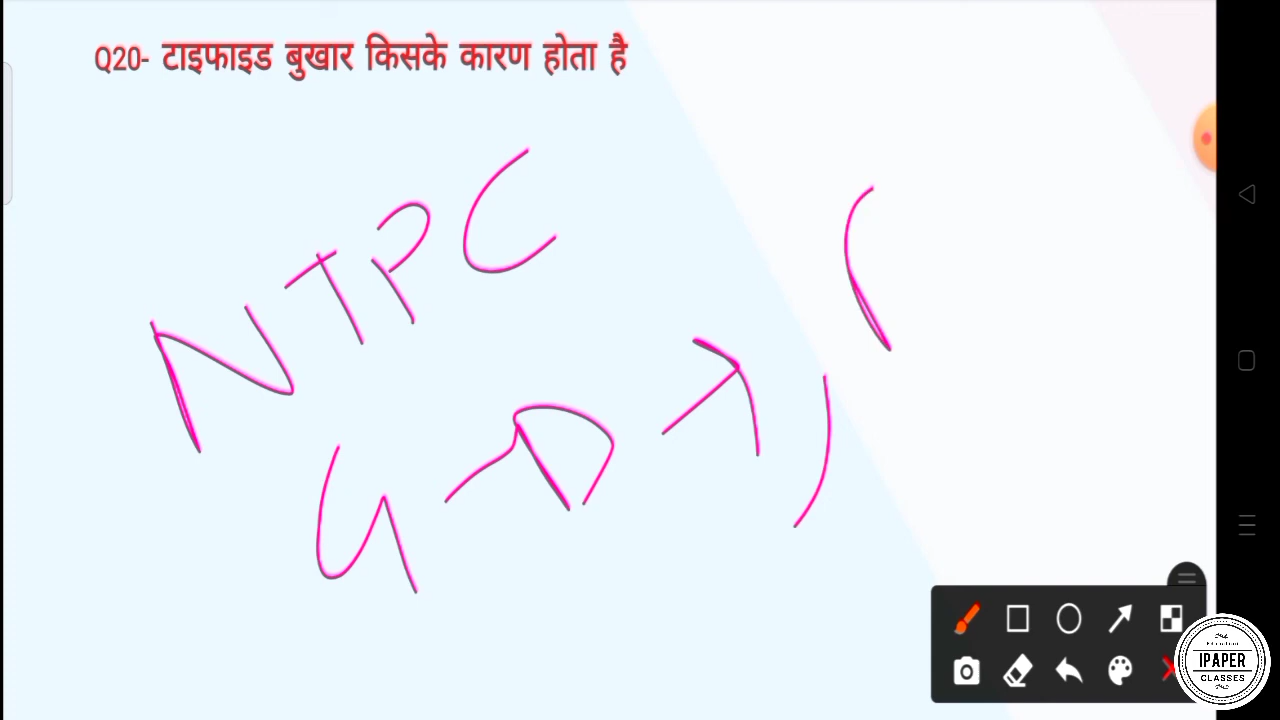 Q20- टाइफाइड बुखार किसके कारण होता है
NTPC
G-D
IPAPER
CLASSES